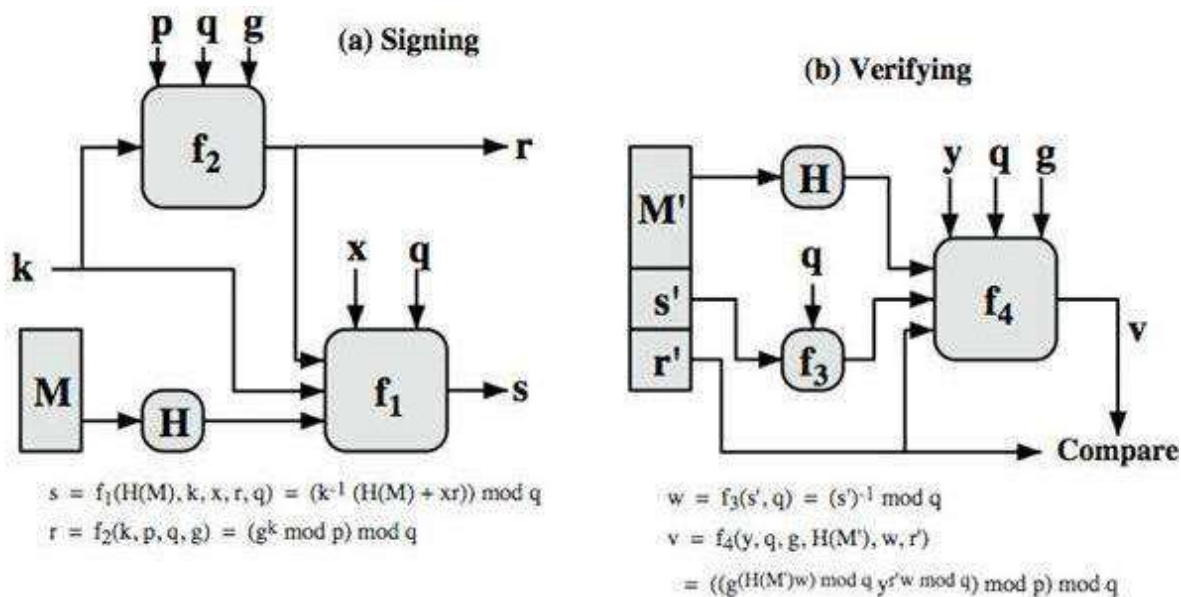 (a) Signing
p q g
f₂
r
k
x q
M
H
f₁
s
s = f₁(H(M), k, x, r, q) = (k⁻¹ (H(M) + xr)) mod q
r = f₂(k, p, q, g) = (gᵏ mod p) mod q
(b) Verifying
y q g
M'
H
s'
q
r'
f₃
f₄
v
Compare
w = f₃(s', q) = (s')⁻¹ mod q
v = f₄(y, q, g, H(M'), w, r')
= ((g(H(M')w) mod q yr'w mod q) mod p) mod q